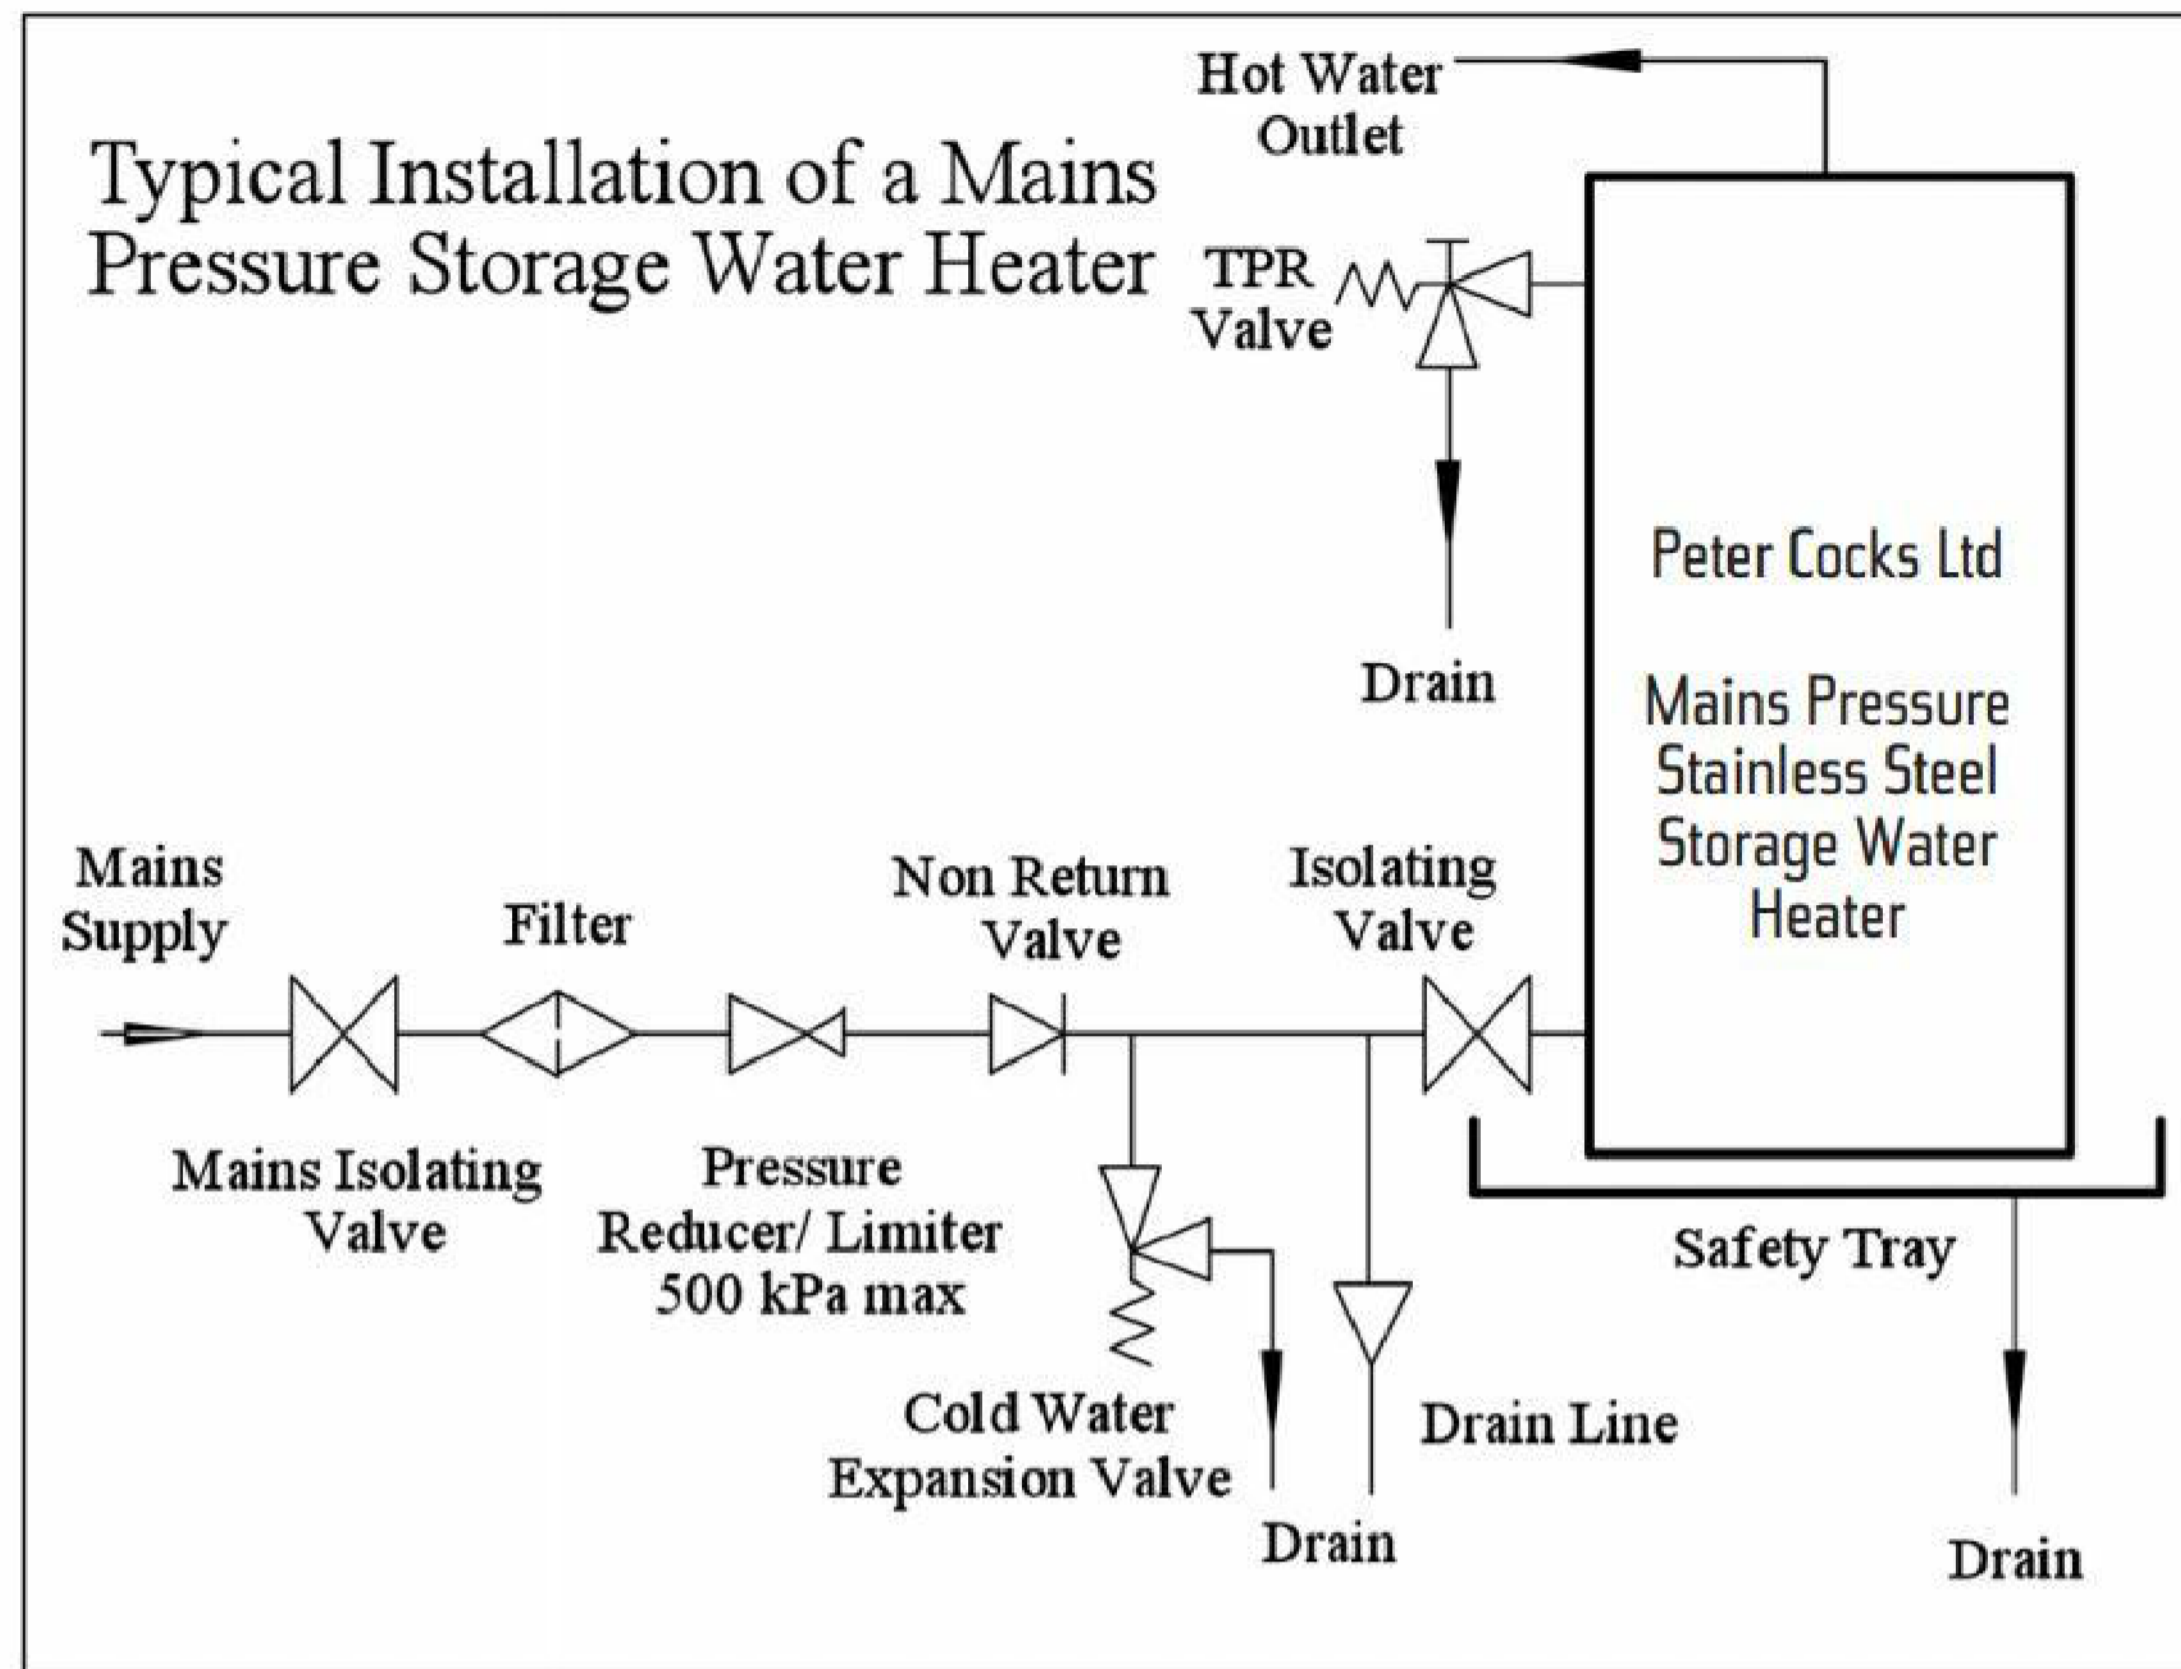 Hot Water
Outlet
Typical Installation of a Mains
Pressure Storage Water Heater
TPR
Valve
Drain
Peter Cocks Ltd
Mains Pressure
Stainless Steel
Storage Water
Heater
Mains
Supply
Filter
Non Return
Valve
Isolating
Valve
Mains Isolating
Valve
Pressure
Reducer/ Limiter
500 kPa max
Safety Tray
Cold Water
Expansion Valve
Drain Line
Drain
Drain